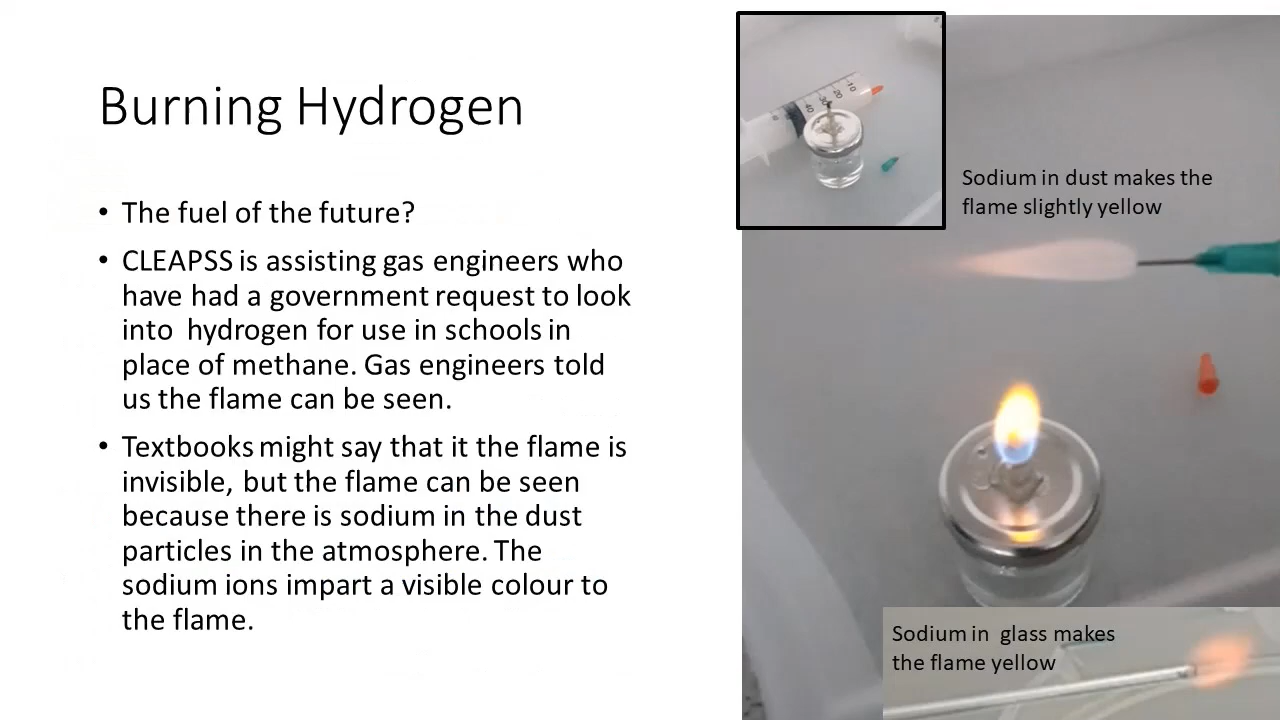 Burning Hydrogen
• The fuel of the future?
• CLEAPSS is assisting gas engineers who
have had a government request to look
into hydrogen for use in schools in
place of methane. Gas engineers told
us the flame can be seen.
• Textbooks might say that it the flame is
invisible, but the flame can be seen
because there is sodium in the dust
particles in the atmosphere. The
sodium ions impart a visible colour to
the flame.
10
20
30
40
Sodium in dust makes the
flame slightly yellow
Sodium in glass makes
the flame yellow